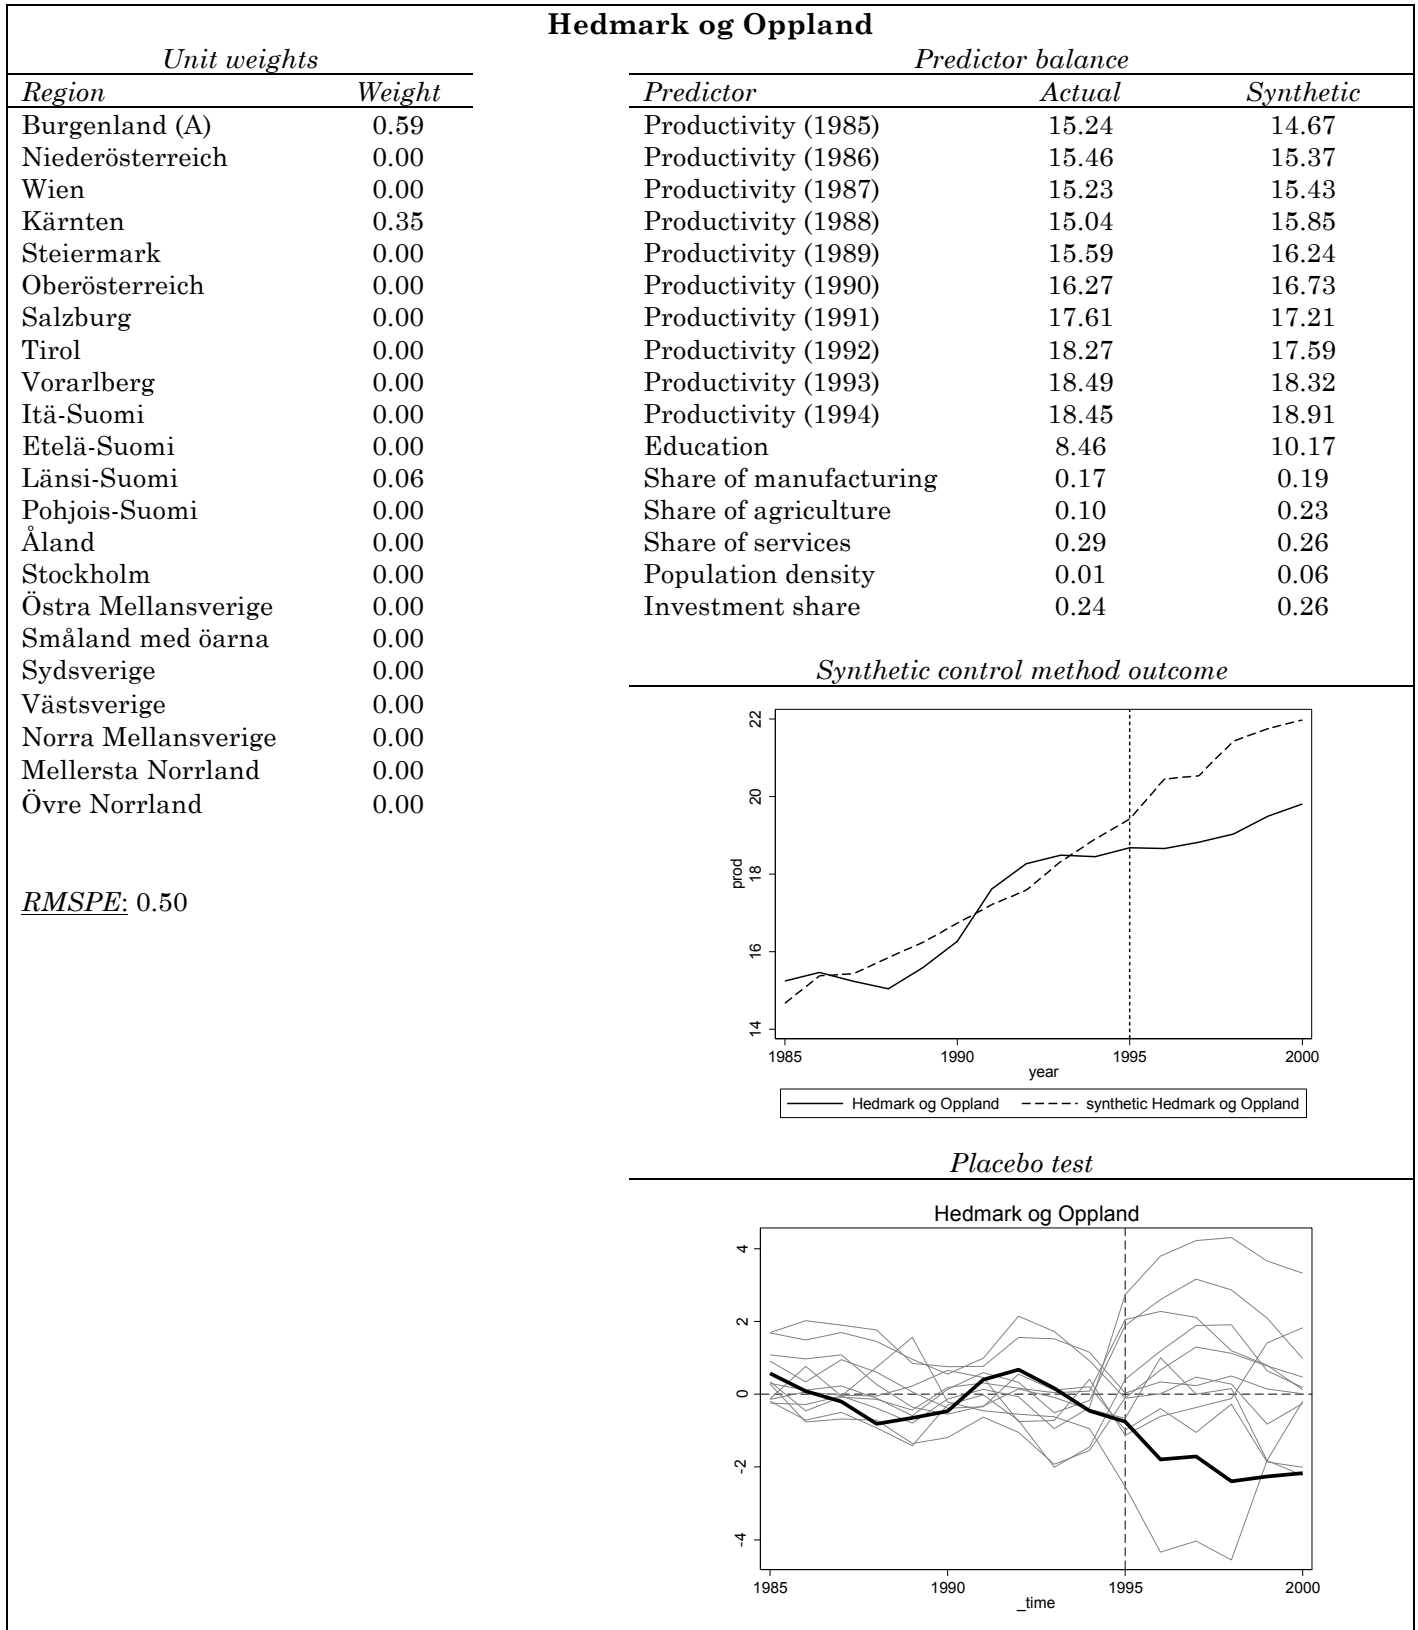 Hedmark og Oppland
Unit weights
Region Weight
Burgenland (A) 0.59
Niederösterreich 0.00
Wien 0.00
Kärnten 0.35
Steiermark 0.00
Oberösterreich 0.00
Salzburg 0.00
Tirol 0.00
Vorarlberg 0.00
Itä-Suomi 0.00
Etelä-Suomi 0.00
Länsi-Suomi 0.06
Pohjois-Suomi 0.00
Åland 0.00
Stockholm 0.00
Östra Mellansverige 0.00
Småland med öarna 0.00
Sydsverige 0.00
Västsverige 0.00
Norra Mellansverige 0.00
Mellersta Norrland 0.00
Övre Norrland 0.00
RMSPE: 0.50
Predictor balance
Predictor Actual Synthetic
Productivity (1985) 15.24 14.67
Productivity (1986) 15.46 15.37
Productivity (1987) 15.23 15.43
Productivity (1988) 15.04 15.85
Productivity (1989) 15.59 16.24
Productivity (1990) 16.27 16.73
Productivity (1991) 17.61 17.21
Productivity (1992) 18.27 17.59
Productivity (1993) 18.49 18.32
Productivity (1994) 18.45 18.91
Education 8.46 10.17
Share of manufacturing 0.17 0.19
Share of agriculture 0.10 0.23
Share of services 0.29 0.26
Population density 0.01 0.06
Investment share 0.24 0.26
Synthetic control method outcome
22
20
18
16
14
prod
1985 1990 1995 2000
year
Hedmark og Oppland synthetic Hedmark og Oppland
Placebo test
Hedmark og Oppland
4
2
0
-2
-4
1985 1990 1995 2000
_time